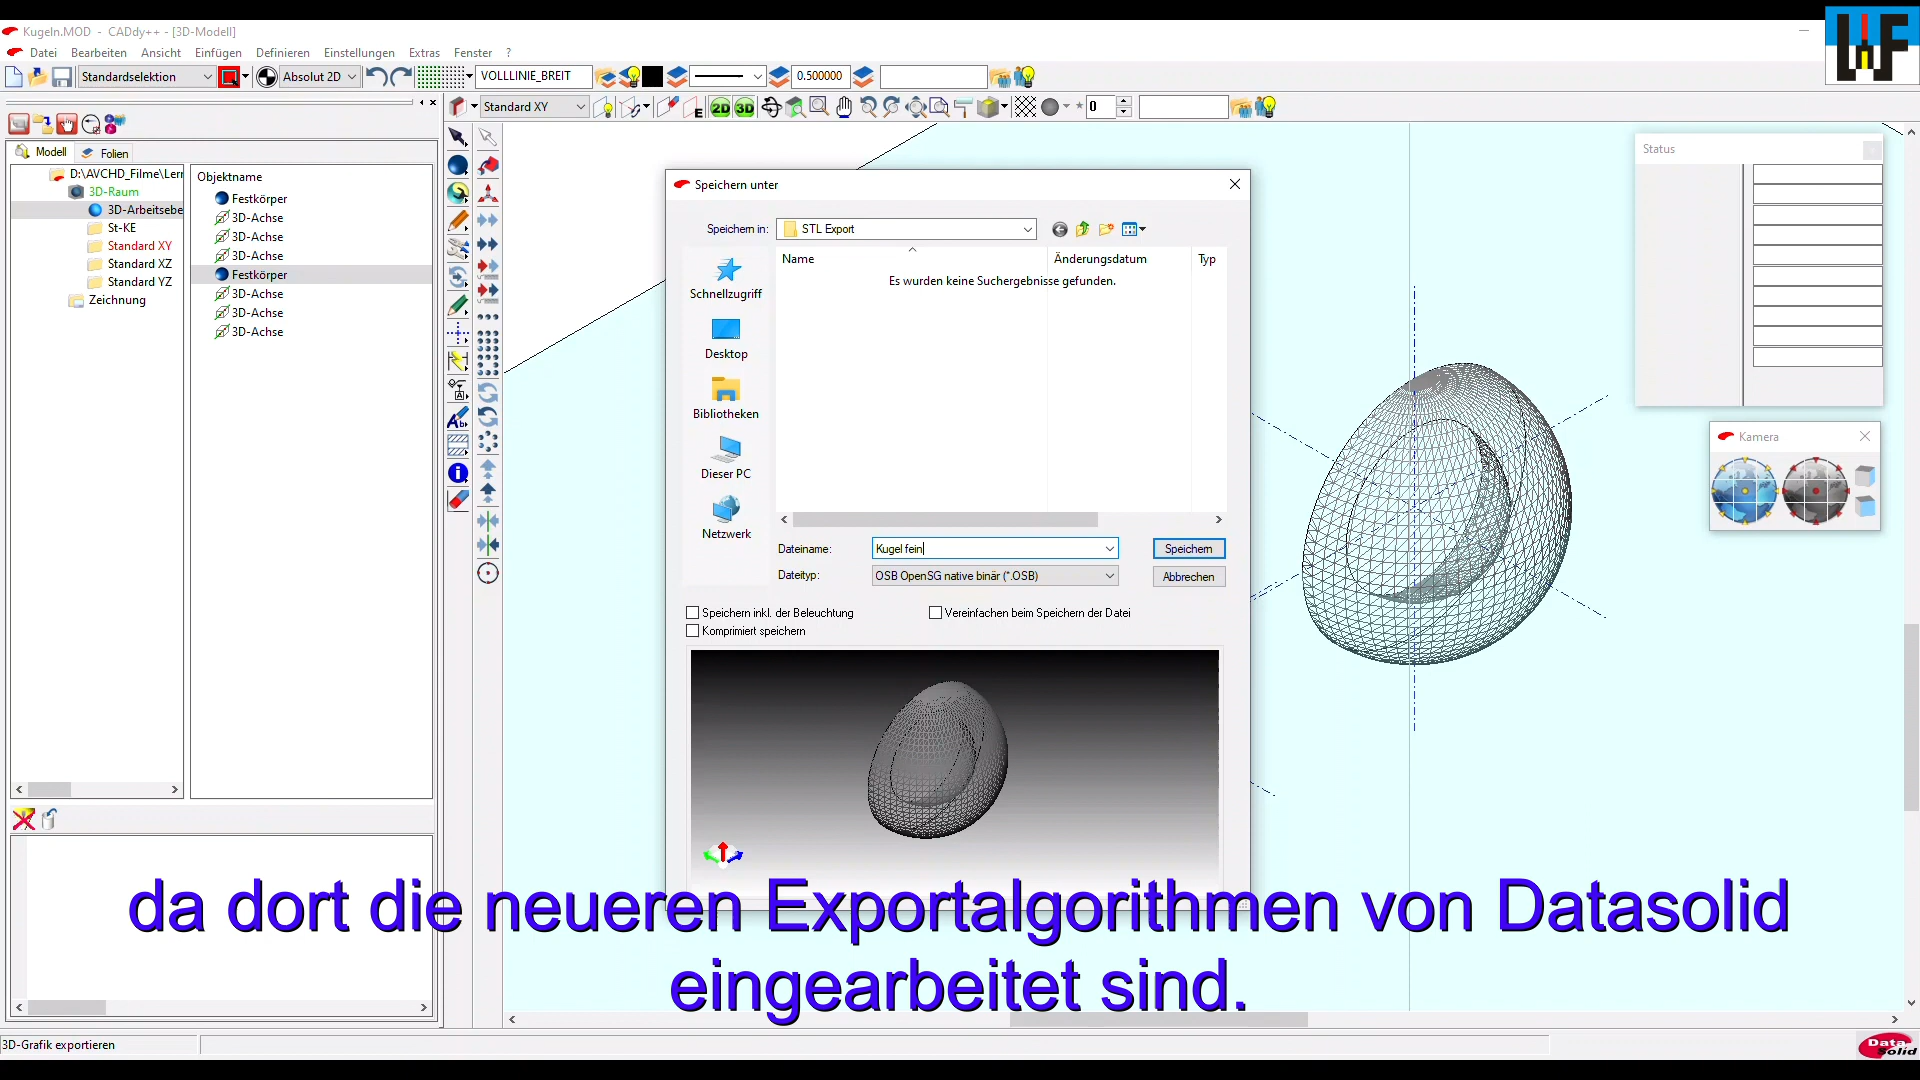 Kugeln.MOD - CADdy++ - [3D-Modell]
Datei Bearbeiten Ansicht Einfügen Definieren Einstellungen Extras Fenster ?
Standardselektion Absolut 2D VOLLLINIE_BREIT 0.500000
Standard XY 2D 3D 0
Modell Folien
D:\AVCHD_Filme\Lerr
3D-Raum
3D-Arbeitsebe
St-KE
Standard XY
Standard XZ
Standard YZ
Zeichnung
Objektname
Festkörper
3D-Achse
3D-Achse
3D-Achse
Festkörper
3D-Achse
3D-Achse
3D-Achse
Speichern unter
Speichern in: STL Export
Name Änderungsdatum Typ
Es wurden keine Suchergebnisse gefunden.
Schnellzugriff
Desktop
Bibliotheken
Dieser PC
Netzwerk
Dateiname: Kugel fein Speichern
Dateityp: OSB OpenSG native binär (*.OSB) Abbrechen
Speichern inkl. der Beleuchtung Vereinfachen beim Speichern der Datei
Komprimiert speichern
Status
Kamera
WF
da dort die neueren Exportalgorithmen von Datasolid
eingearbeitet sind.
3D-Grafik exportieren
Data Solid